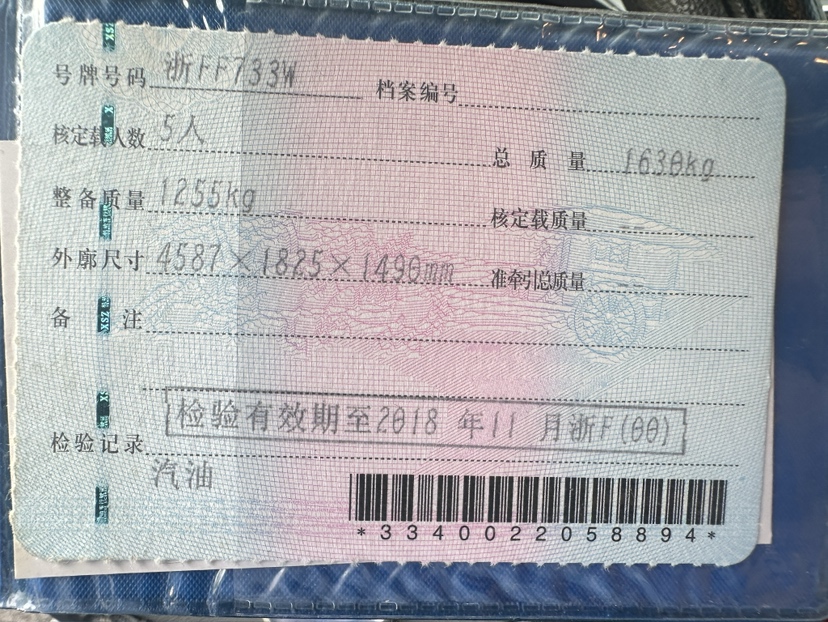 号牌号码 浙FF733W 档案编号
核定载人数 5人 总质量 1630kg
整备质量 1255kg 核定载质量 --
外廓尺寸 4587×1825×1490mm 准牵引总质量 --
备注
检验有效期至2018 年11 月浙F(00)
检验记录
汽油
*3340022058894*